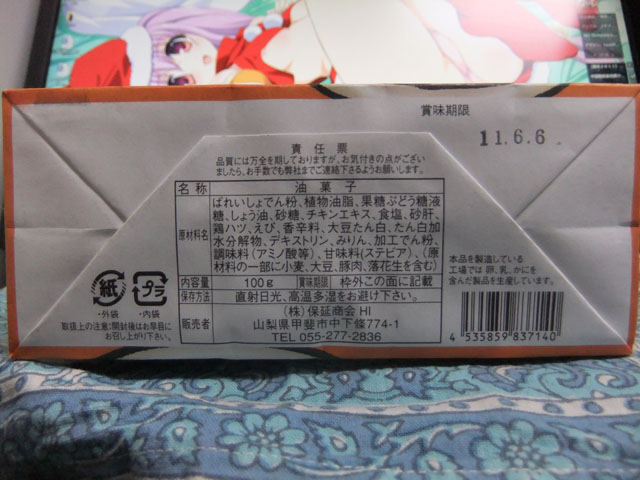 賞味期限
11.6.6
責任票
品質には万全を期しておりますが、お気付きの点がござい
ましたら、お手数でも弊社までご連絡下さるようお願いします。
名称 油菓子
原材料名 ばれいしょでん粉、植物油脂、果糖ぶどう糖液
糖、しょう油、砂糖、チキンエキス、食塩、砂肝、
鶏ハツ、えび、香辛料、大豆たん白、たん白加
水分解物、デキストリン、みりん、加工でん粉、
調味料(アミノ酸等)、甘味料(ステビア)、(原
材料の一部に小麦、大豆、豚肉、落花生を含む)
内容量 100g 賞味期限 枠外この面に記載
保存方法 直射日光、高温多湿をお避け下さい。
販売者 (株)保延商会 HI
山梨県甲斐市中下条774-1
TEL 055-277-2836
紙 プラ
・外袋 ・内袋
取扱上の注意:開封後はお早目に
お召し上がり下さい。
本品を製造している
工場では 卵、乳、かにを
含んだ製品を生産しています。
4 535859 837140